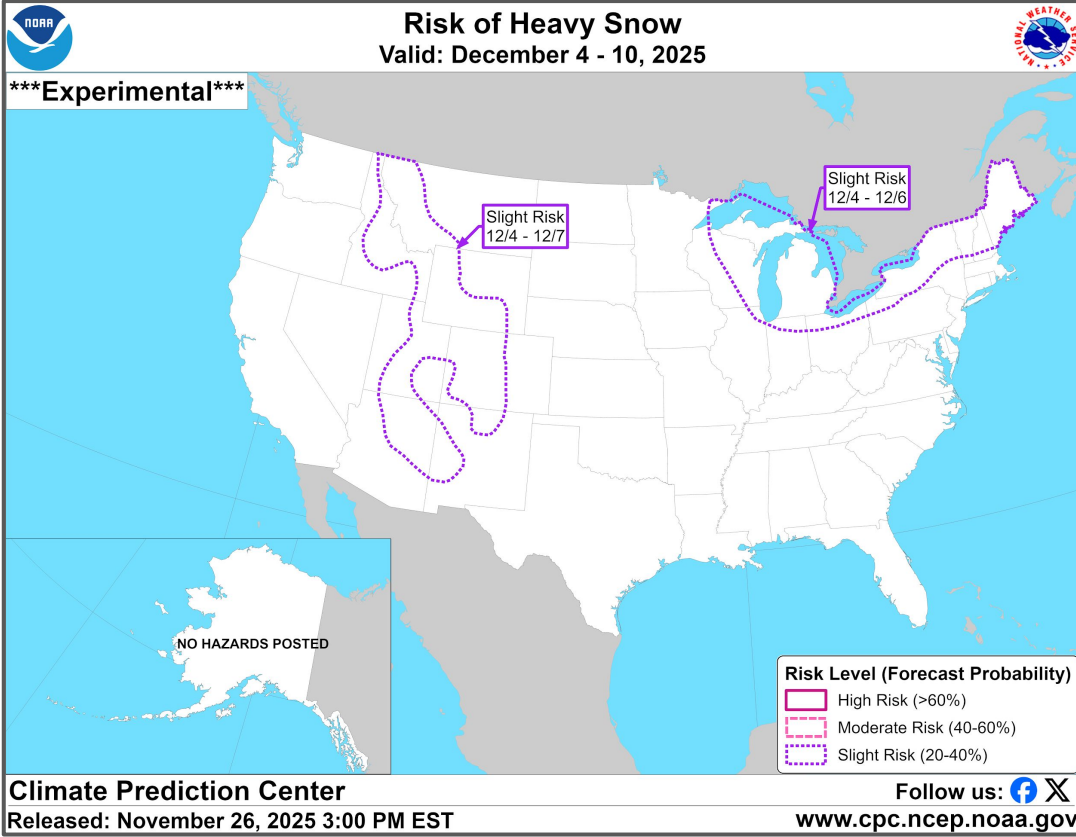 NOAA
Risk of Heavy Snow
Valid: December 4 - 10, 2025
NATIONAL WEATHER SERVICE
***Experimental***
Slight Risk
12/4 - 12/6
Slight Risk
12/4 - 12/7
NO HAZARDS POSTED
Risk Level (Forecast Probability)
High Risk (>60%)
Moderate Risk (40-60%)
Slight Risk (20-40%)
Climate Prediction Center
Follow us:
Released: November 26, 2025 3:00 PM EST
www.cpc.ncep.noaa.gov